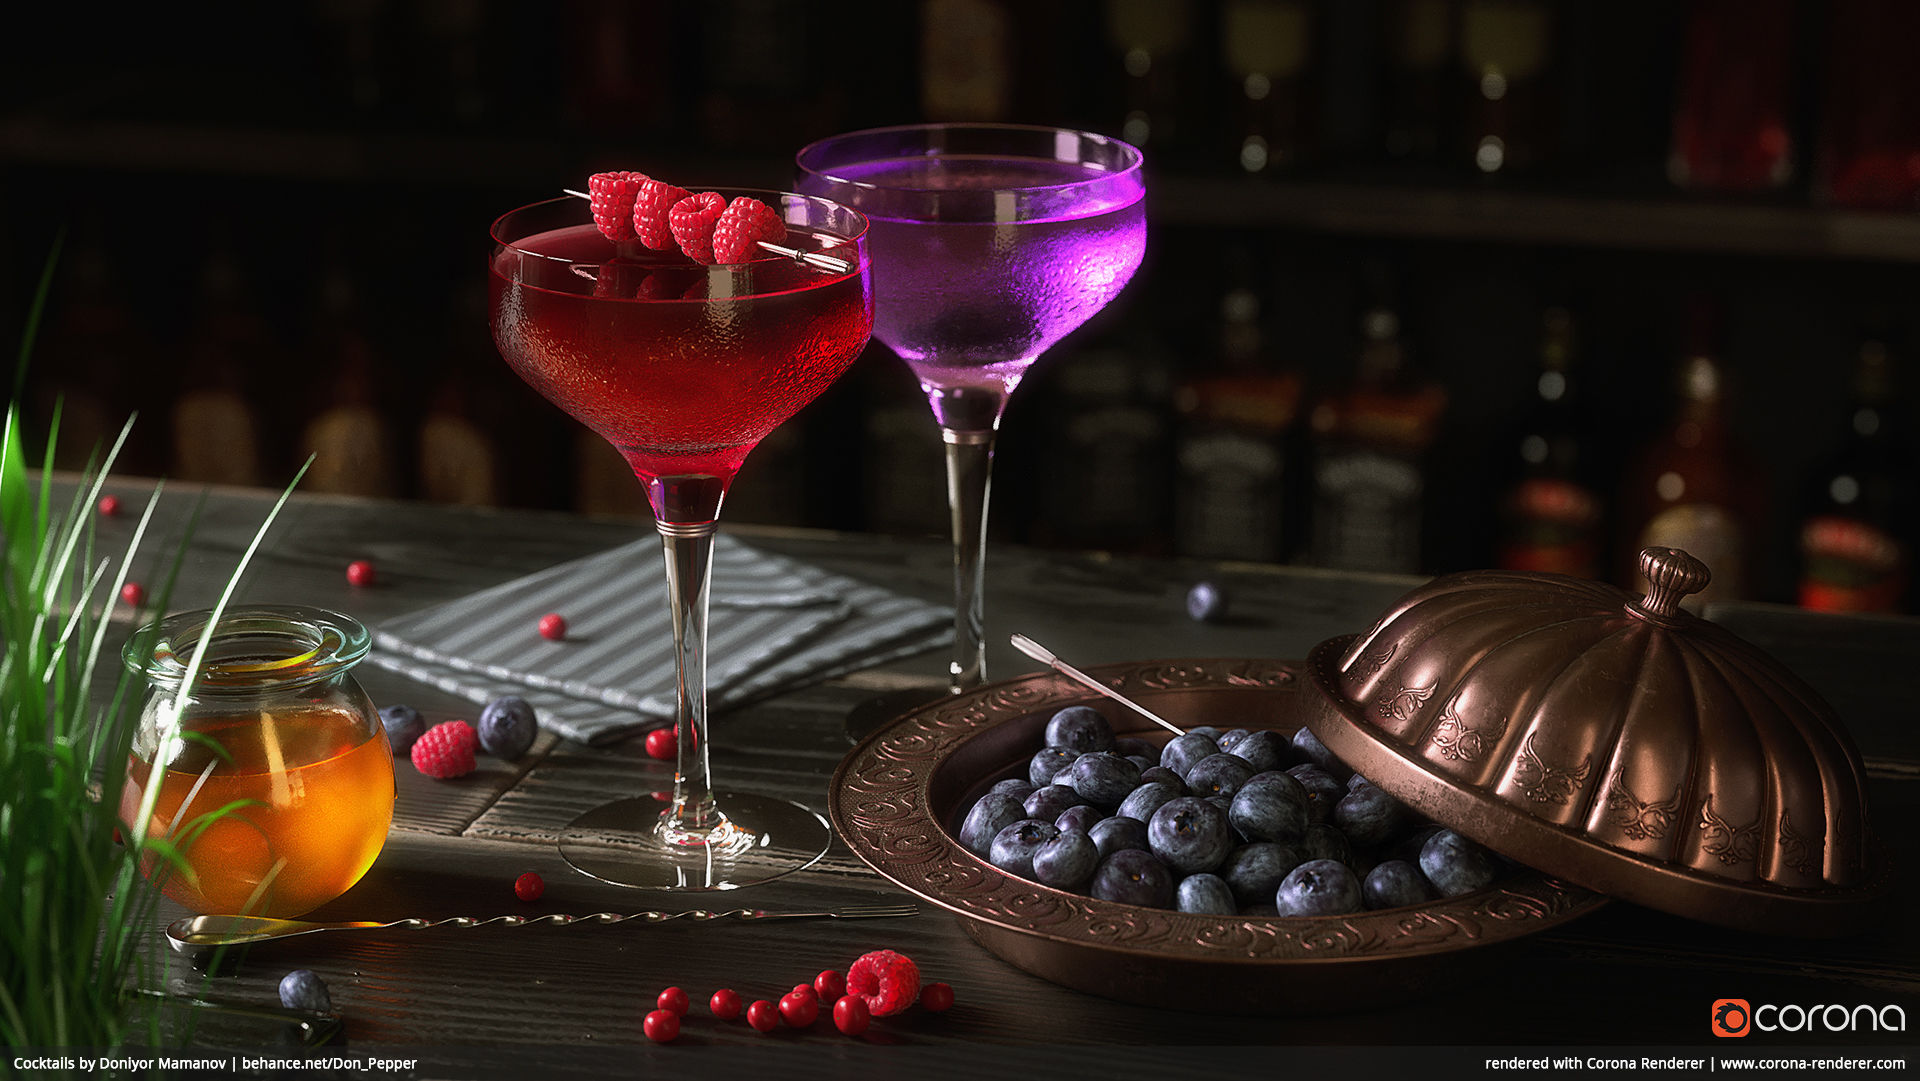 corona
Cocktails by Doniyor Mamanov | behance.net/Don_Pepper
rendered with Corona Renderer | www.corona-renderer.com